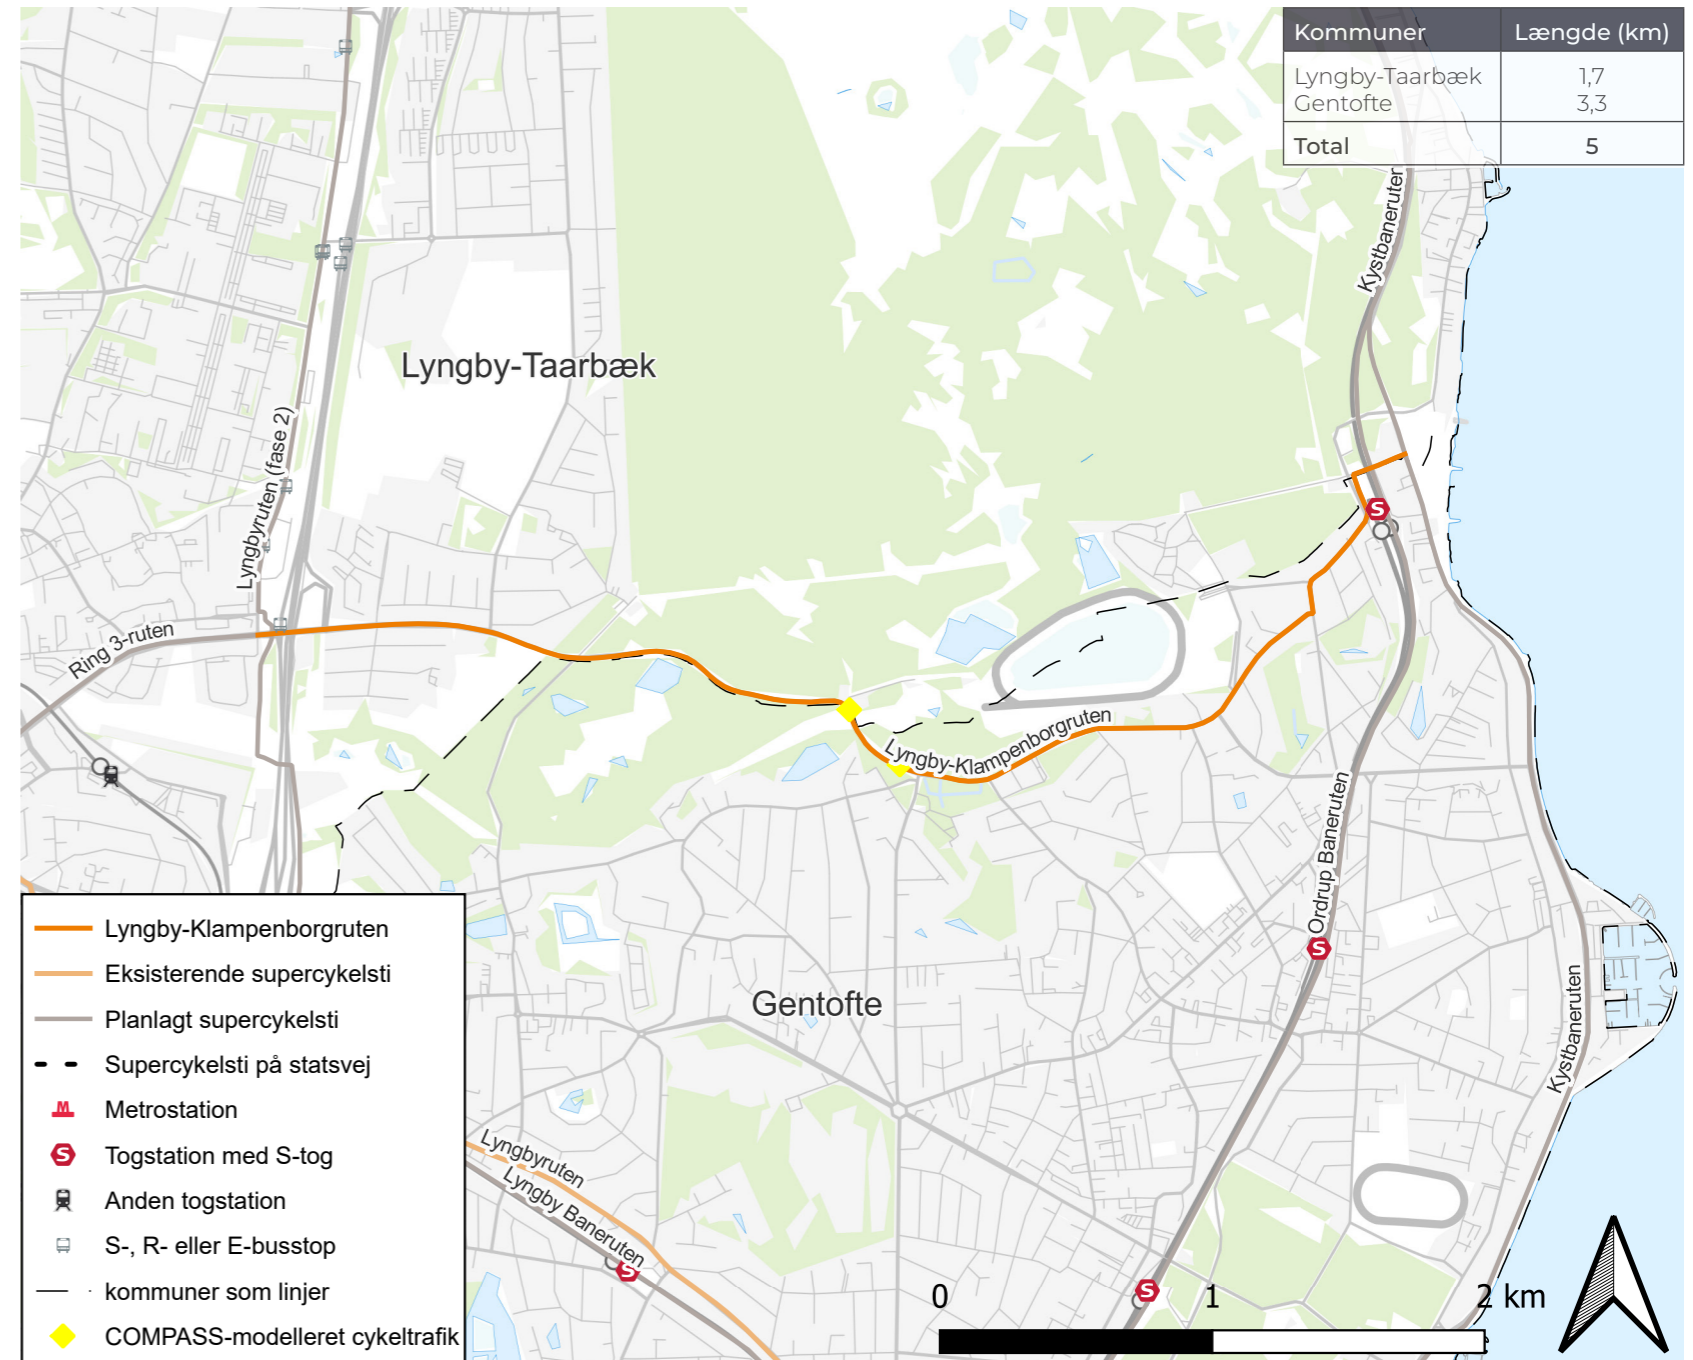 Kommuner Længde (km)
Lyngby-Taarbæk 1,7
Gentofte 3,3
Total 5
Kystbaneruten
Lyngby-Taarbæk
Lyngbyruten (fase 2)
Ring 3-ruten
Lyngby-Klampenborgruten
Ordrup Baneruten
Gentofte
Kystbaneruten
Lyngbyruten
Lyngby Baneruten
Lyngby-Klampenborgruten
Eksisterende supercykelsti
Planlagt supercykelsti
Supercykelsti på statsvej
M Metrostation
S Togstation med S-tog
Anden togstation
S-, R- eller E-busstop
kommuner som linjer
COMPASS-modelleret cykeltrafik
S
S
S
S
0 1 2 km